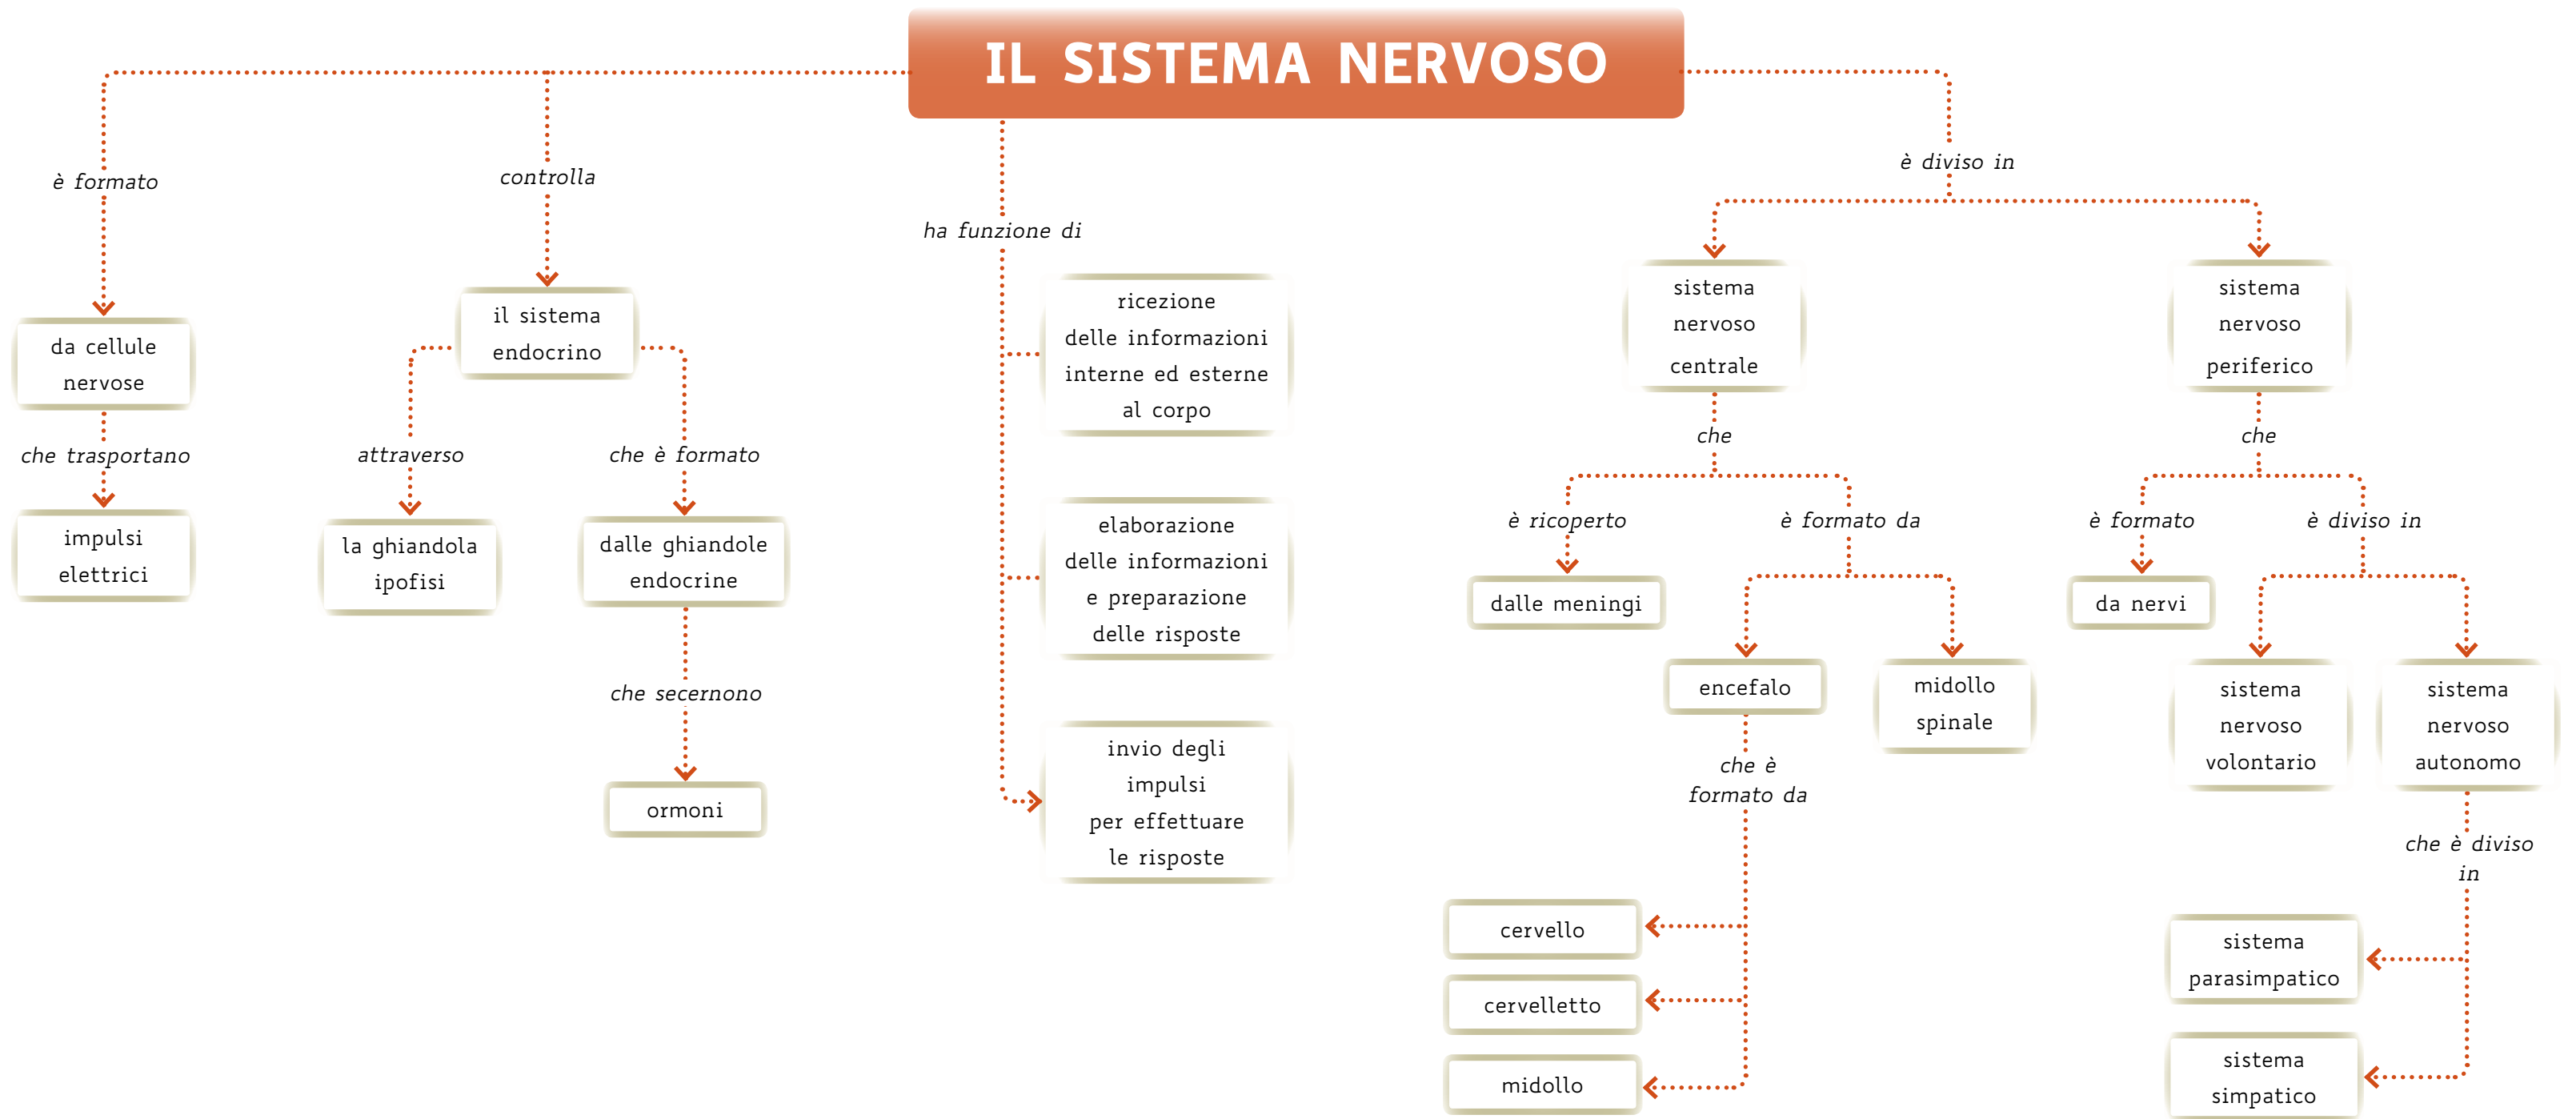 IL SISTEMA NERVOSO
è formato
da cellule
nervose
che trasportano
impulsi
elettrici
controlla
il sistema
endocrino
attraverso
la ghiandola
ipofisi
che è formato
dalle ghiandole
endocrine
che secernono
ormoni
ha funzione di
ricezione
delle informazioni
interne ed esterne
al corpo
elaborazione
delle informazioni
e preparazione
delle risposte
invio degli
impulsi
per effettuare
le risposte
è diviso in
sistema
nervoso
centrale
che
è ricoperto
dalle meningi
è formato da
encefalo
che è
formato da
cervello
cervelletto
midollo
midollo
spinale
sistema
nervoso
periferico
che
è formato
da nervi
è diviso in
sistema
nervoso
volontario
sistema
nervoso
autonomo
che è diviso
in
sistema
parasimpatico
sistema
simpatico